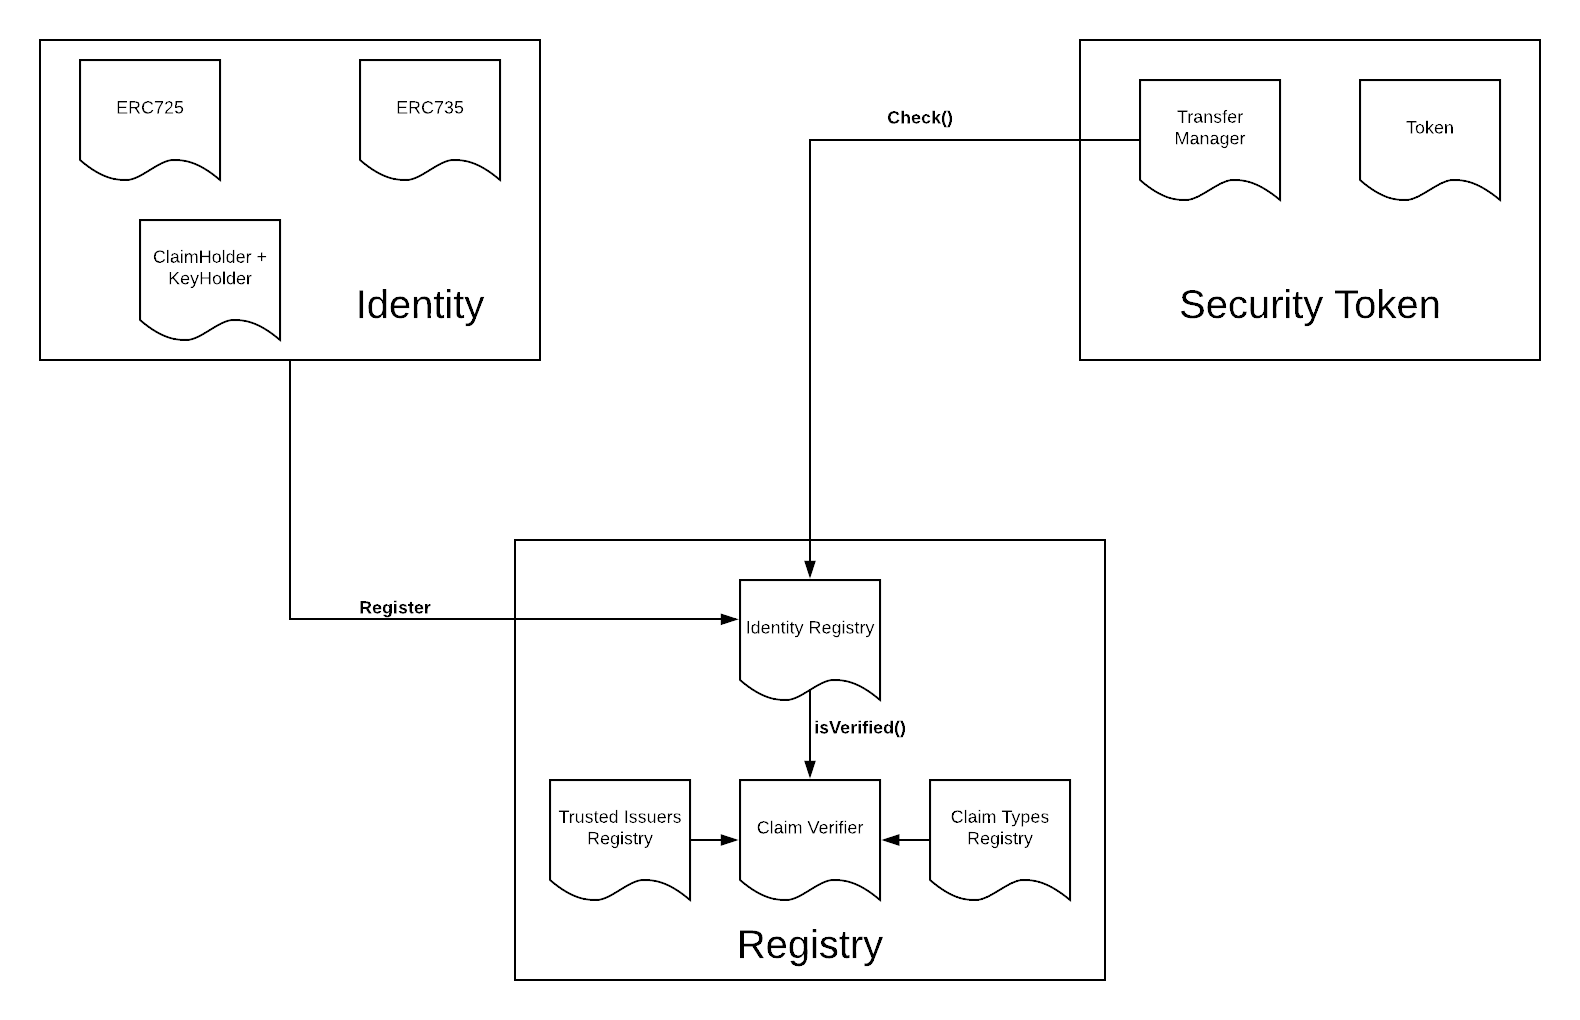 ERC725
ERC735
ClaimHolder +
KeyHolder
Identity
Check()
Transfer
Manager
Token
Security Token
Register
Identity Registry
isVerified()
Trusted Issuers
Registry
Claim Verifier
Claim Types
Registry
Registry